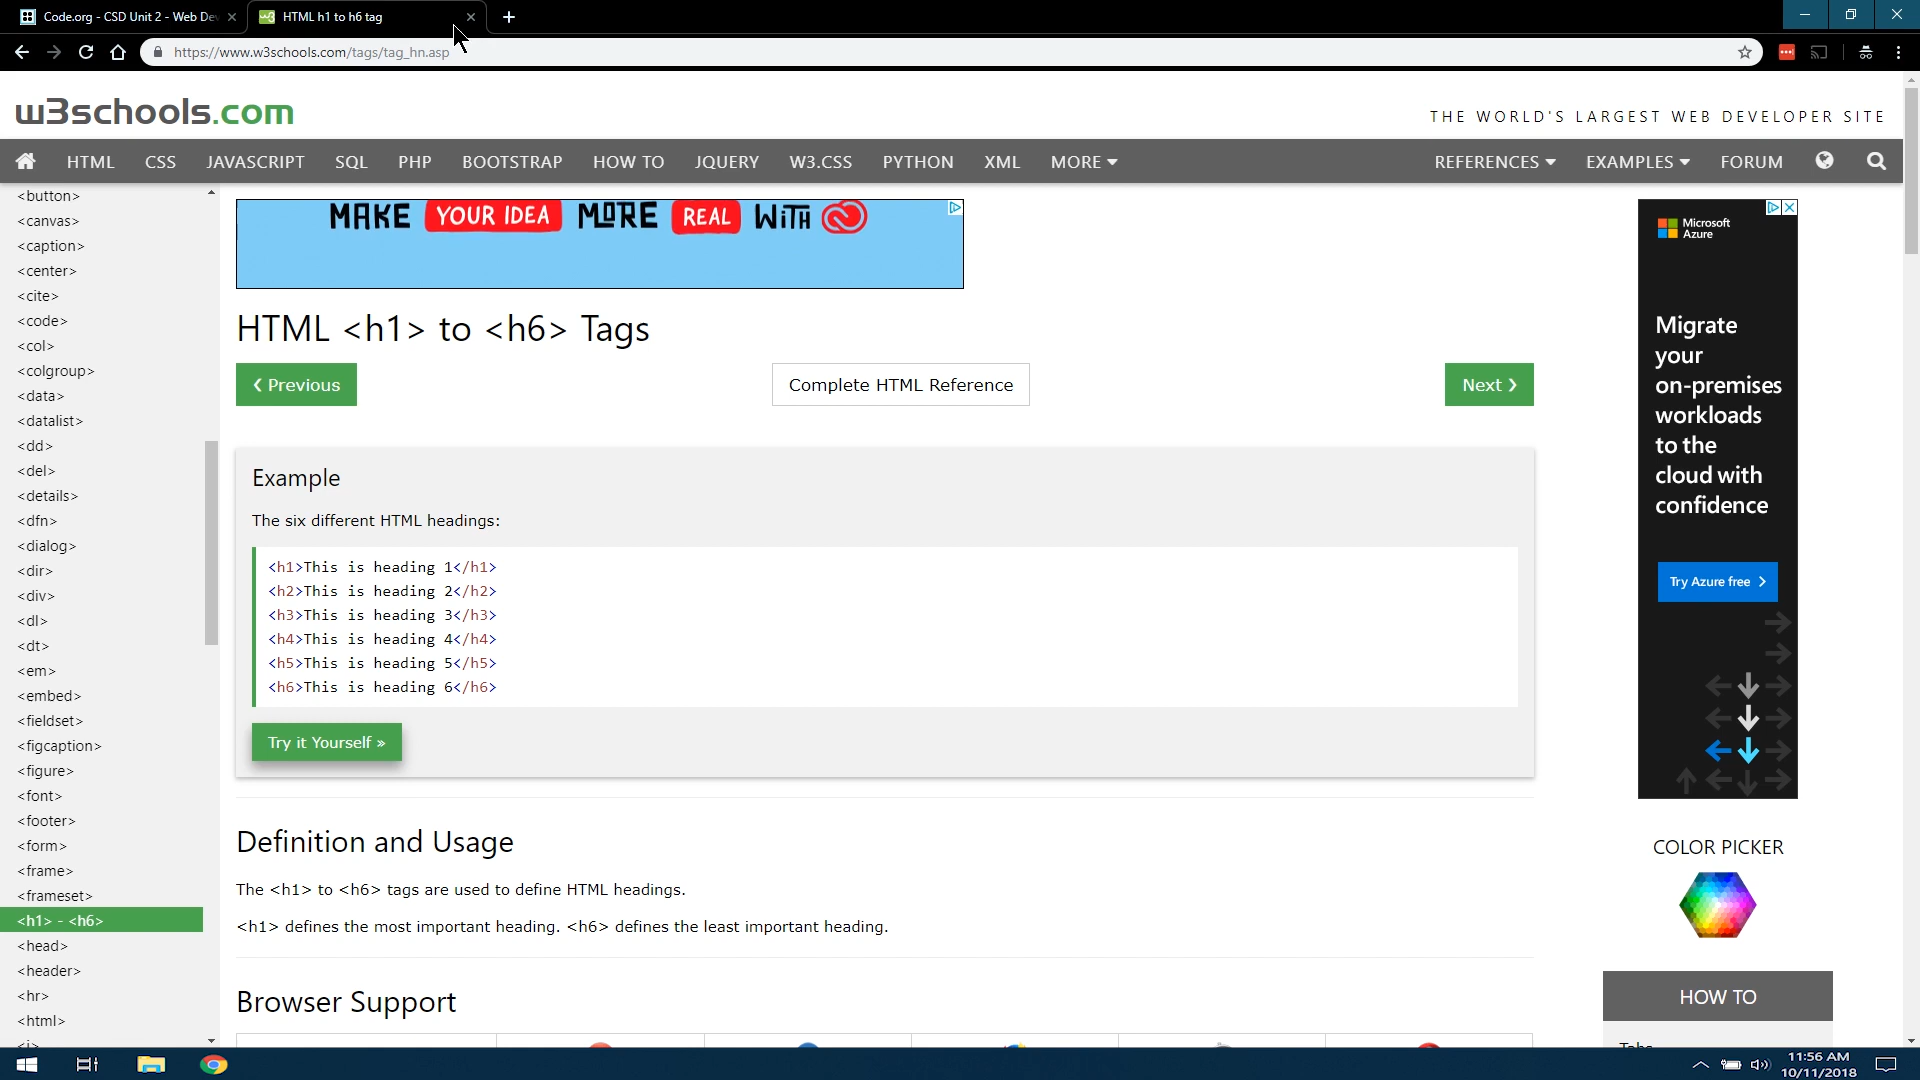 Code.org - CSD Unit 2 - Web De
HTML h1 to h6 tag
https://www.w3schools.com/tags/tag_hn.asp
w3schools.com
THE WORLD'S LARGEST WEB DEVELOPER SITE
HTML CSS JAVASCRIPT SQL PHP BOOTSTRAP HOW TO JQUERY W3.CSS PYTHON XML MORE REFERENCES EXAMPLES FORUM
<button>
<canvas>
<caption>
<center>
<cite>
<code>
<col>
<colgroup>
<data>
<datalist>
<dd>
<del>
<details>
<dfn>
<dialog>
<dir>
<div>
<dl>
<dt>
<em>
<embed>
<fieldset>
<figcaption>
<figure>
<font>
<footer>
<form>
<frame>
<frameset>
<h1> - <h6>
<head>
<header>
<hr>
<html>
<i>
MAKE YOUR IDEA MORE REAL WITH
HTML <h1> to <h6> Tags
❮ Previous
Complete HTML Reference
Next ❯
Example
The six different HTML headings:
<h1>This is heading 1</h1>
<h2>This is heading 2</h2>
<h3>This is heading 3</h3>
<h4>This is heading 4</h4>
<h5>This is heading 5</h5>
<h6>This is heading 6</h6>
Try it Yourself »
Definition and Usage
The <h1> to <h6> tags are used to define HTML headings.
<h1> defines the most important heading. <h6> defines the least important heading.
Browser Support
Microsoft
Azure
Migrate
your
on-premises
workloads
to the
cloud with
confidence
Try Azure free >
COLOR PICKER
HOW TO
Tabs
11:56 AM
10/11/2018